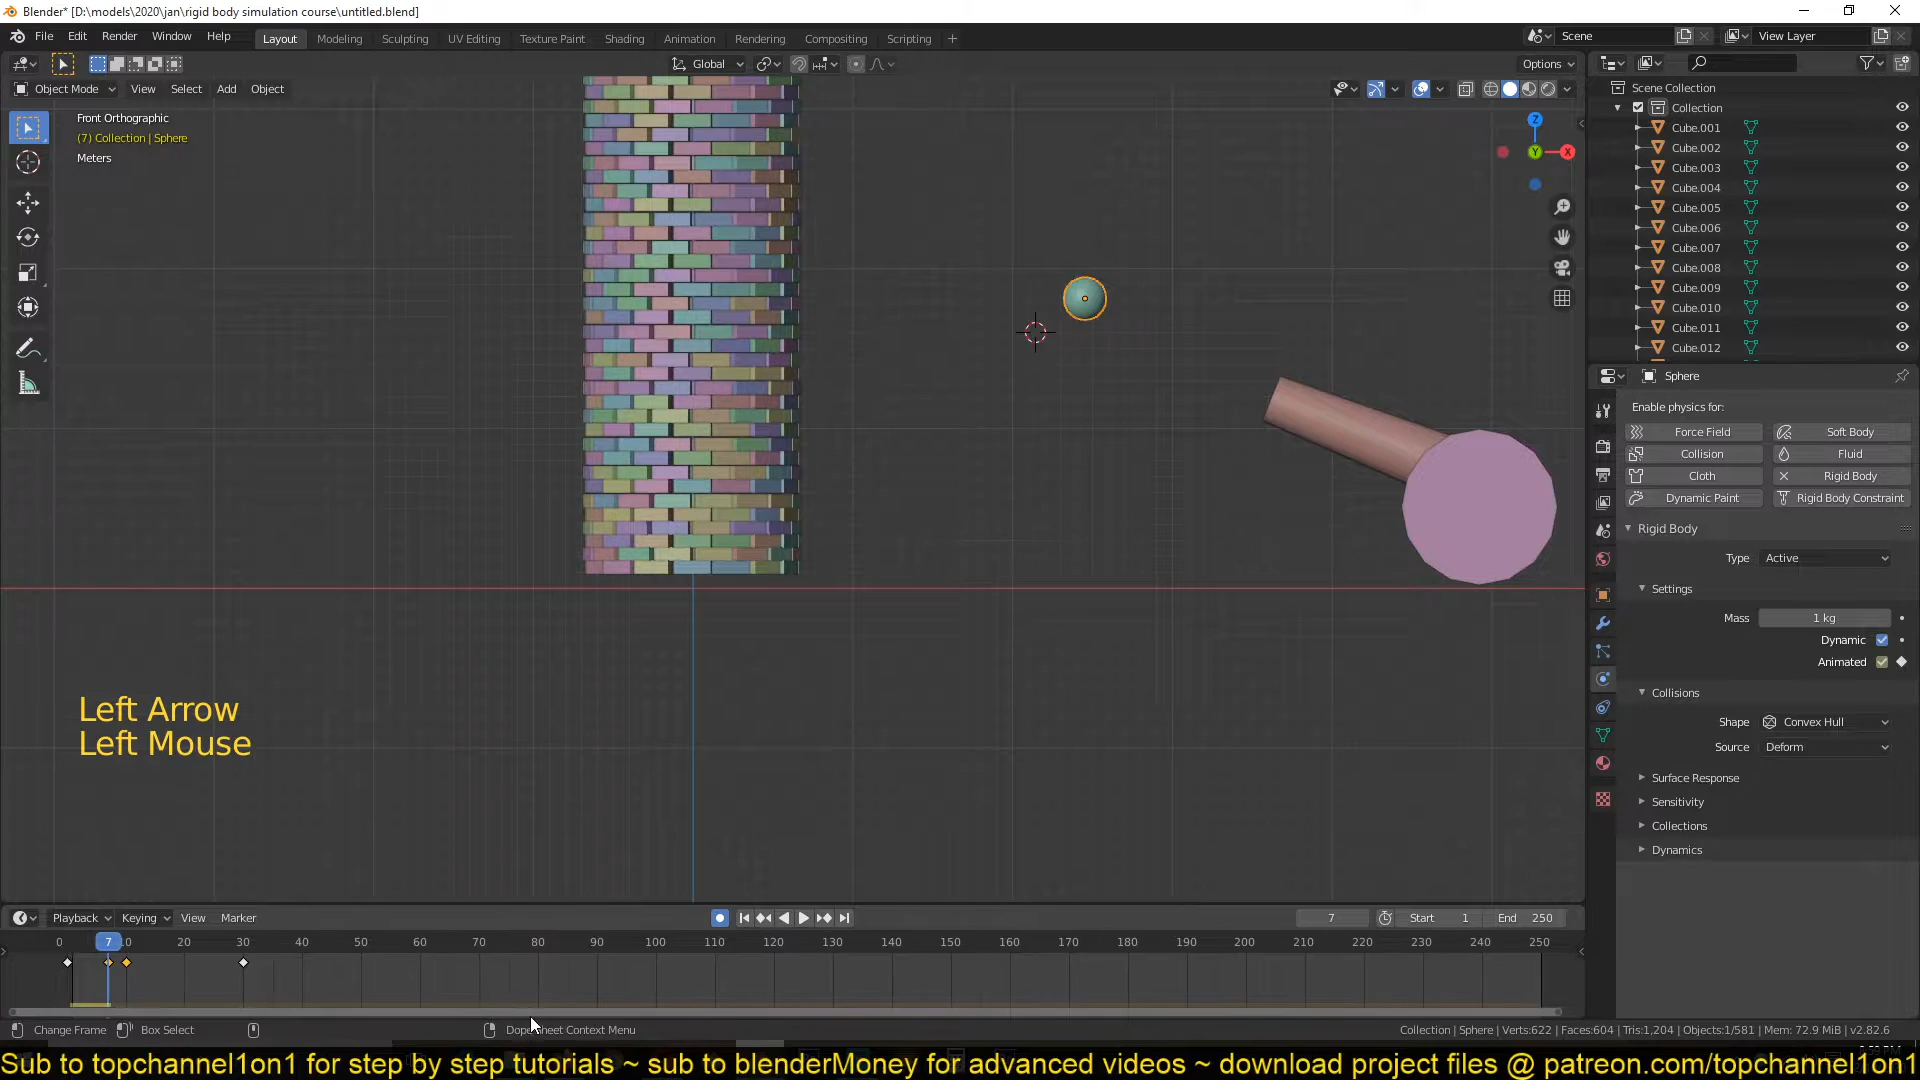 Blender* [D:\models\2020\jan\rigid body simulation course\untitled.blend]
File Edit Render Window Help
Layout Modeling Sculpting UV Editing Texture Paint Shading Animation Rendering Compositing Scripting +
Scene
View Layer
Global
Options
Object Mode View Select Add Object
Front Orthographic
(7) Collection | Sphere
Meters
Z
Y
X
Scene Collection
Collection
Cube.001
Cube.002
Cube.003
Cube.004
Cube.005
Cube.006
Cube.007
Cube.008
Cube.009
Cube.010
Cube.011
Cube.012
Sphere
Enable physics for:
Force Field Soft Body
Collision Fluid
Cloth Rigid Body
Dynamic Paint Rigid Body Constraint
Rigid Body
Type Active
Settings
Mass 1 kg
Dynamic
Animated
Collisions
Shape Convex Hull
Source Deform
Surface Response
Sensitivity
Collections
Dynamics
Left Arrow
Left Mouse
Playback Keying View Marker
7 Start 1 End 250
0 7 10 20 30 40 50 60 70 80 90 100 110 120 130 140 150 160 170 180 190 200 210 220 230 240 250
Change Frame Box Select Dopesheet Context Menu
Collection | Sphere | Verts:622 | Faces:604 | Tris:1,204 | Objects:1/581 | Mem: 72.9 MiB | v2.82.6
Sub to topchannel1on1 for step by step tutorials ~ sub to blenderMoney for advanced videos ~ download project files @ patreon.com/topchannel1on1